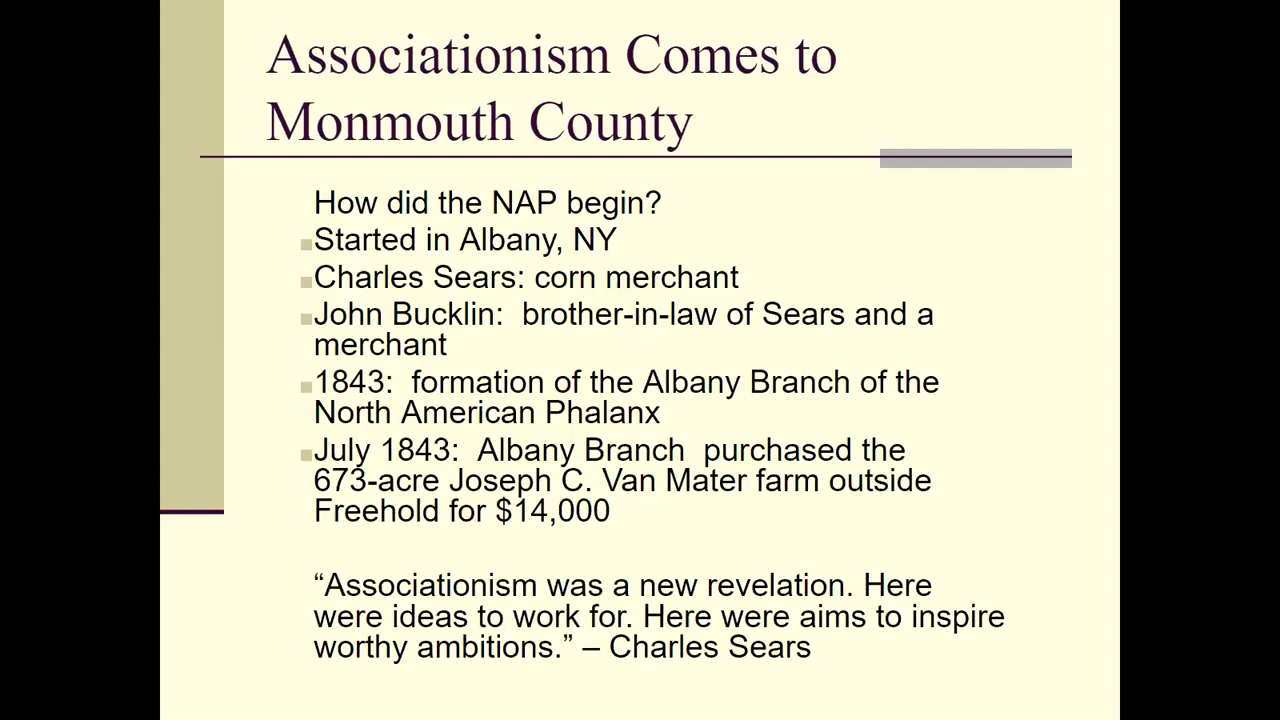 Associationism Comes to
Monmouth County
How did the NAP begin?
Started in Albany, NY
Charles Sears: corn merchant
John Bucklin:  brother-in-law of Sears and a
merchant
1843:  formation of the Albany Branch of the
North American Phalanx
July 1843:  Albany Branch  purchased the
673-acre Joseph C. Van Mater farm outside
Freehold for $14,000
“Associationism was a new revelation. Here
were ideas to work for. Here were aims to inspire
worthy ambitions.” – Charles Sears